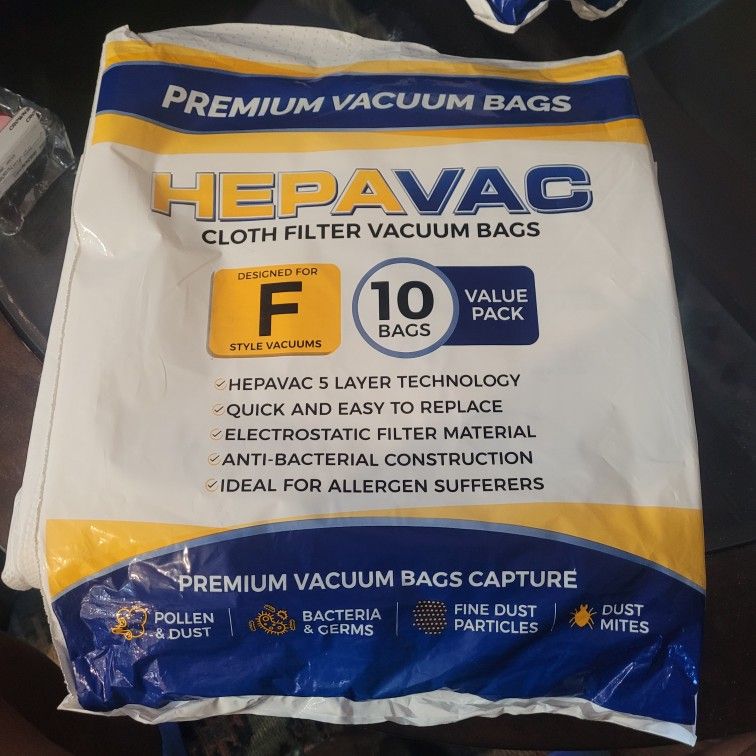 PREMIUM VACUUM BAGS
HEPAVAC
CLOTH FILTER VACUUM BAGS
DESIGNED FOR
F
STYLE VACUUMS
10
BAGS
VALUE
PACK
HEPAVAC 5 LAYER TECHNOLOGY
QUICK AND EASY TO REPLACE
ELECTROSTATIC FILTER MATERIAL
ANTI-BACTERIAL CONSTRUCTION
IDEAL FOR ALLERGEN SUFFERERS
PREMIUM VACUUM BAGS CAPTURE
POLLEN
& DUST
BACTERIA
& GERMS
FINE DUST
PARTICLES
DUST
MITES